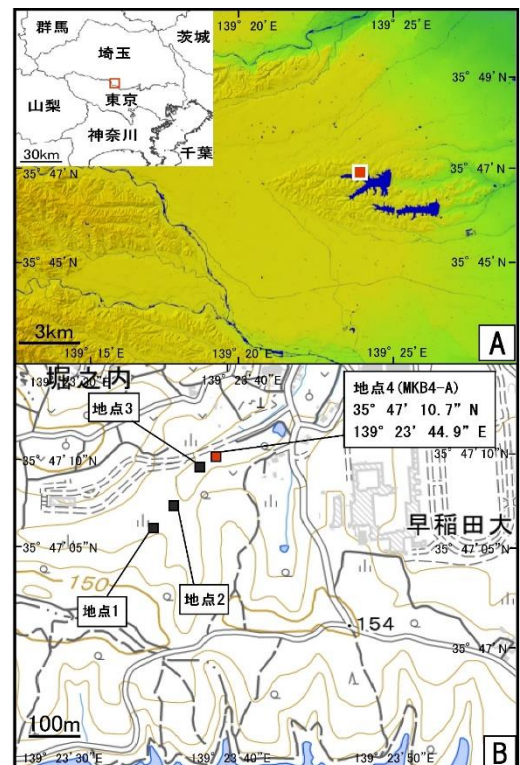 群馬
埼玉
茨城
山梨
東京
神奈川
千葉
30km
139° 20' E
139° 25' E
35° 49' N
35° 47' N
35° 47' N
35° 45' N
35° 45' N
139° 15' E
139° 20' E
139° 25' E
3km
A
堀之内
139° 23' 30" E
139° 23' 40" E
地点4(MKB4-A)
35° 47' 10.7" N
139° 23' 44.9" E
地点3
35° 47' 10"N
早稲田大
35° 47' 05"N
35° 47' 05"N
150
地点1
地点2
154
35° 47' 00"N
100m
139° 23' 30" E
139° 23' 40" E
139° 23' 50" E
B